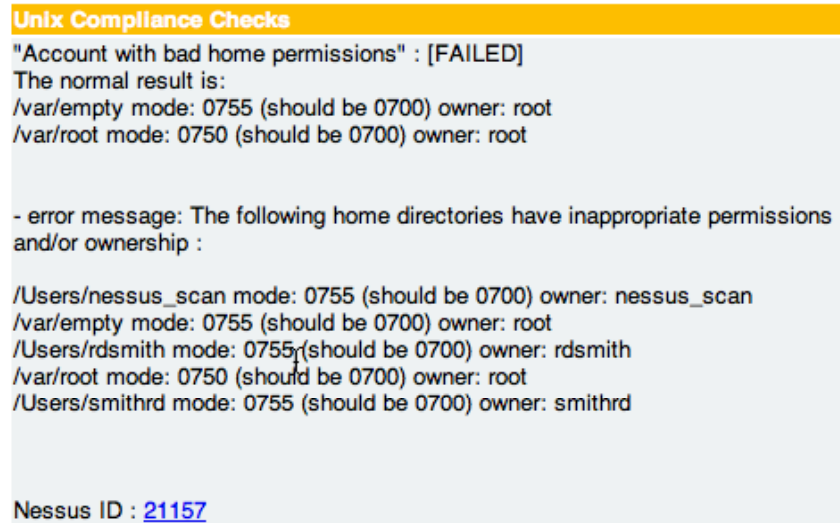 Unix Compliance Checks
"Account with bad home permissions" : [FAILED]
The normal result is:
/var/empty mode: 0755 (should be 0700) owner: root
/var/root mode: 0750 (should be 0700) owner: root
- error message: The following home directories have inappropriate permissions
and/or ownership :
/Users/nessus_scan mode: 0755 (should be 0700) owner: nessus_scan
/var/empty mode: 0755 (should be 0700) owner: root
/Users/rdsmith mode: 0755 (should be 0700) owner: rdsmith
/var/root mode: 0750 (should be 0700) owner: root
/Users/smithrd mode: 0755 (should be 0700) owner: smithrd
Nessus ID : 21157